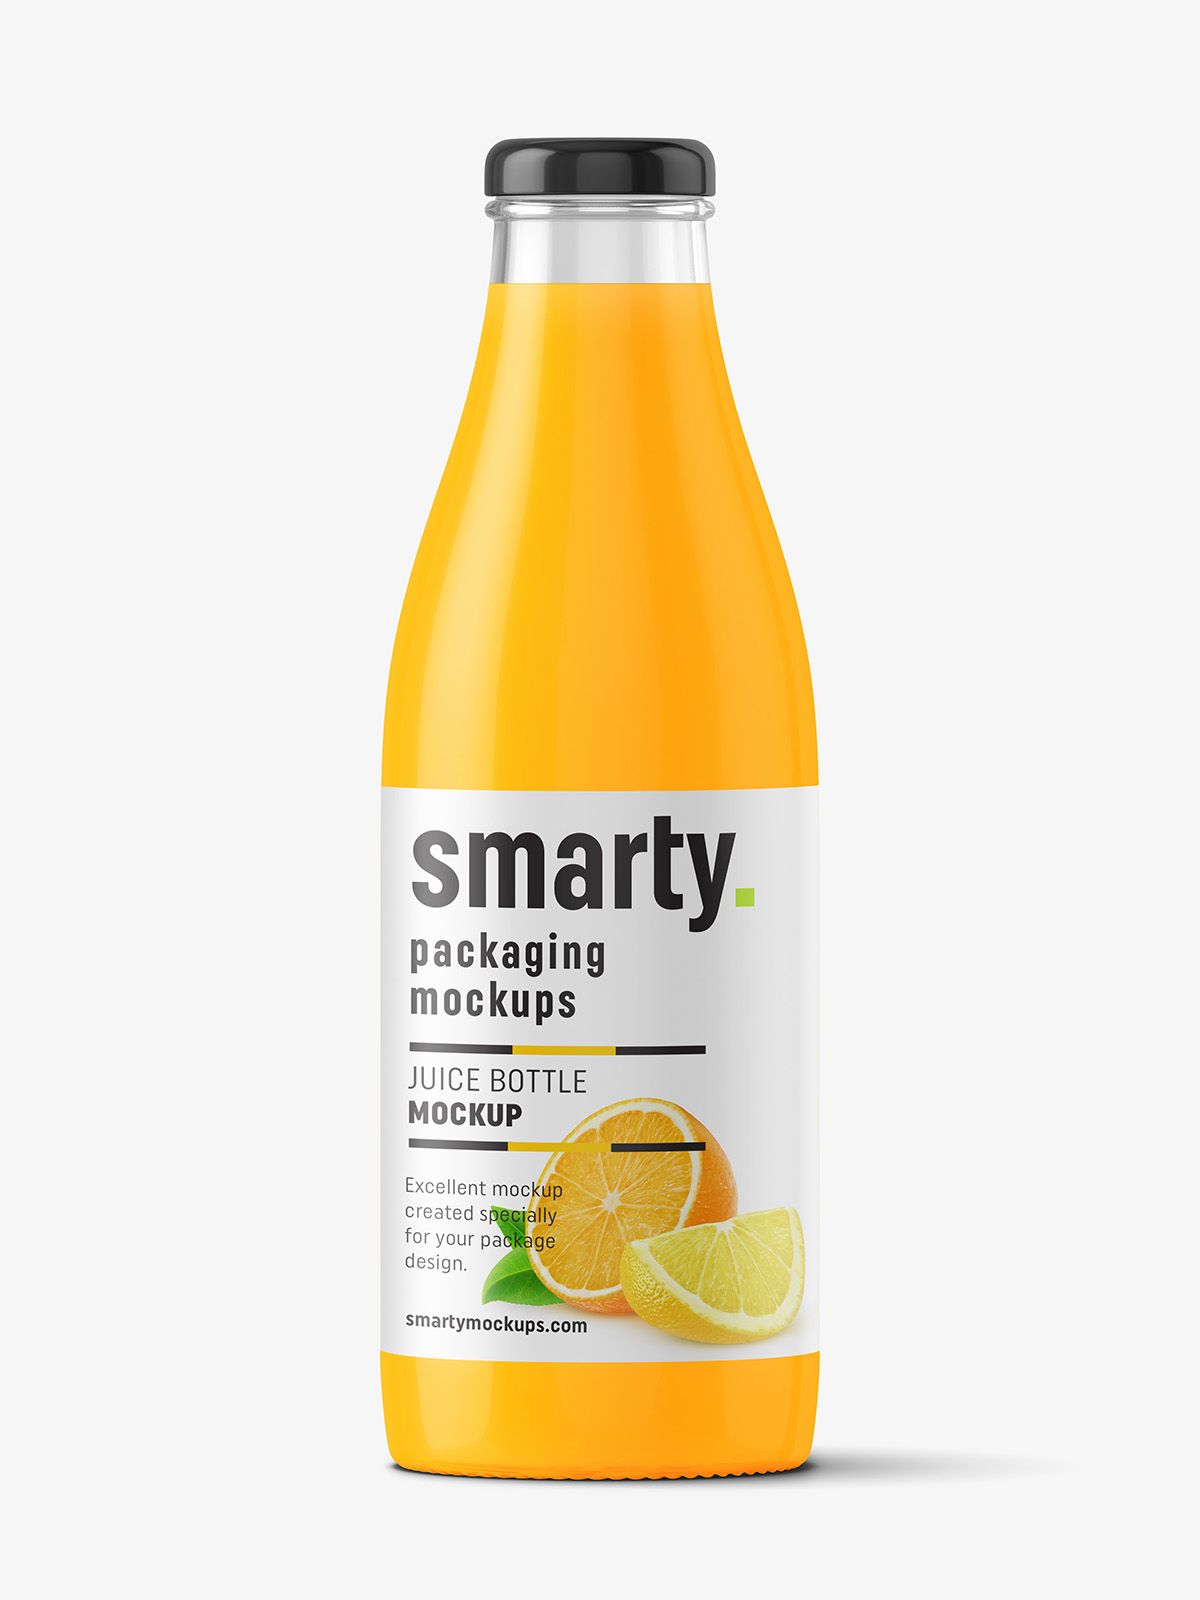 smarty.
packaging
mockups
JUICE BOTTLE
MOCKUP
Excellent mockup
created specially
for your package
design.
smartymockups.com